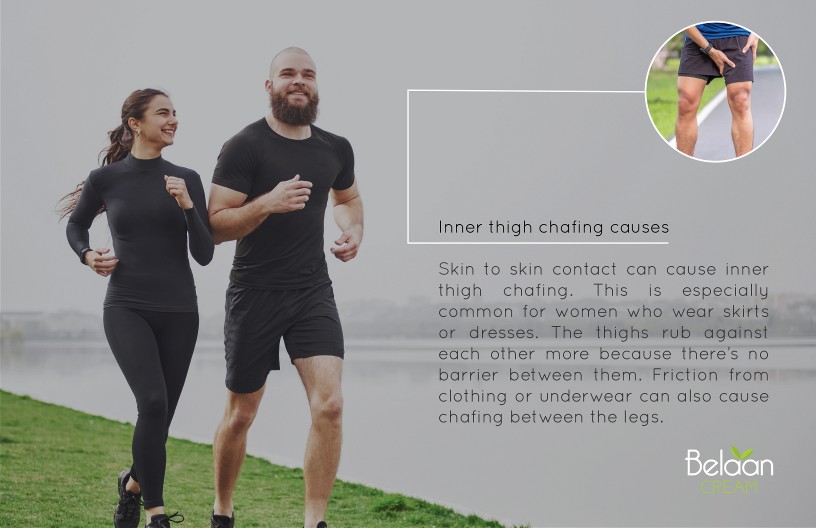 Inner thigh chafing causes
Skin to skin contact can cause inner
thigh chafing. This is especially
common for women who wear skirts
or dresses. The thighs rub against
each other more because there's no
barrier between them. Friction from
clothing or underwear can also cause
chafing between the legs.
Belaan
CREAM